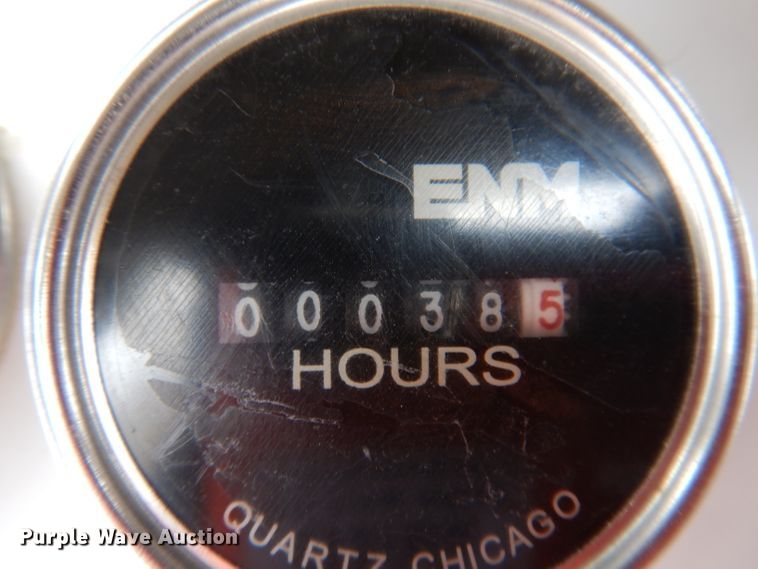 ENM
000385
HOURS
QUARTZ CHICAGO
Purple Wave Auction